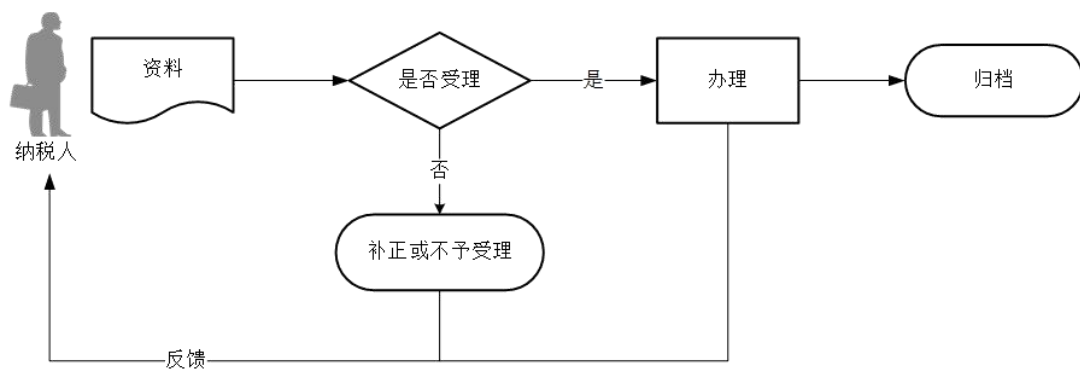 纳税人
资料
是否受理
是
办理
归档
否
补正或不予受理
反馈